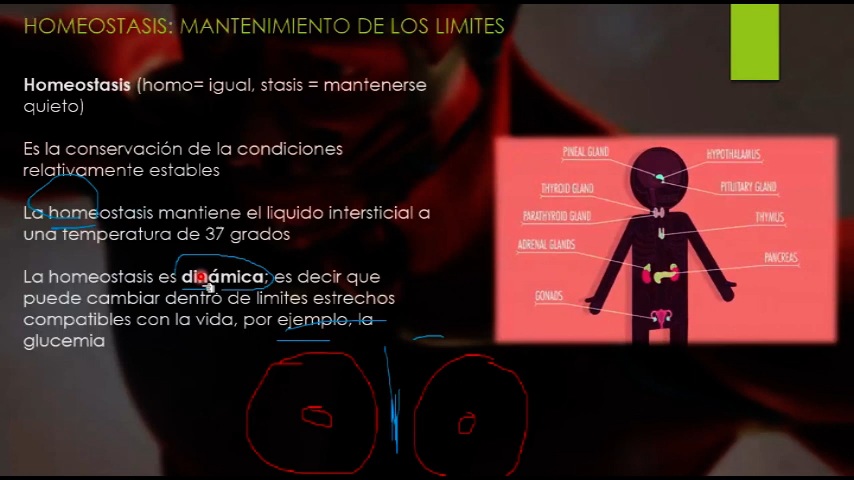 HOMEOSTASIS: MANTENIMIENTO DE LOS LIMITES
Homeostasis (homo= igual, stasis = mantenerse
quieto)
Es la conservación de la condiciones
relativamente estables
La homeostasis mantiene el liquido intersticial a
una temperatura de 37 grados
La homeostasis es dinámica; es decir que
puede cambiar dentro de limites estrechos
compatibles con la vida, por ejemplo, la
glucemia
PINEAL GLAND
HYPOTHALAMUS
THYROID GLAND
PITUITARY GLAND
PARATHYROID GLAND
THYMUS
ADRENAL GLANDS
PANCREAS
GONADS